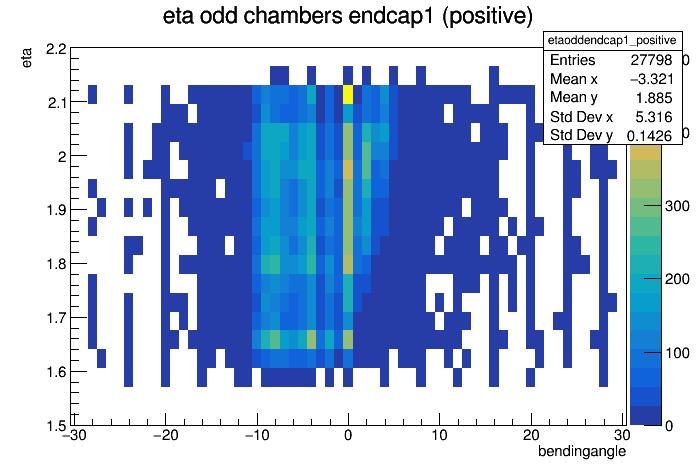 eta odd chambers endcap1 (positive)
etaoddendcap1_positive
Entries 27798
Mean x −3.321
Mean y 1.885
Std Dev x 5.316
Std Dev y 0.1426
eta
2.2
2.1
2
1.9
1.8
1.7
1.6
1.5
−30 −20 −10 0 10 20 30
bendingangle
300
200
100
0